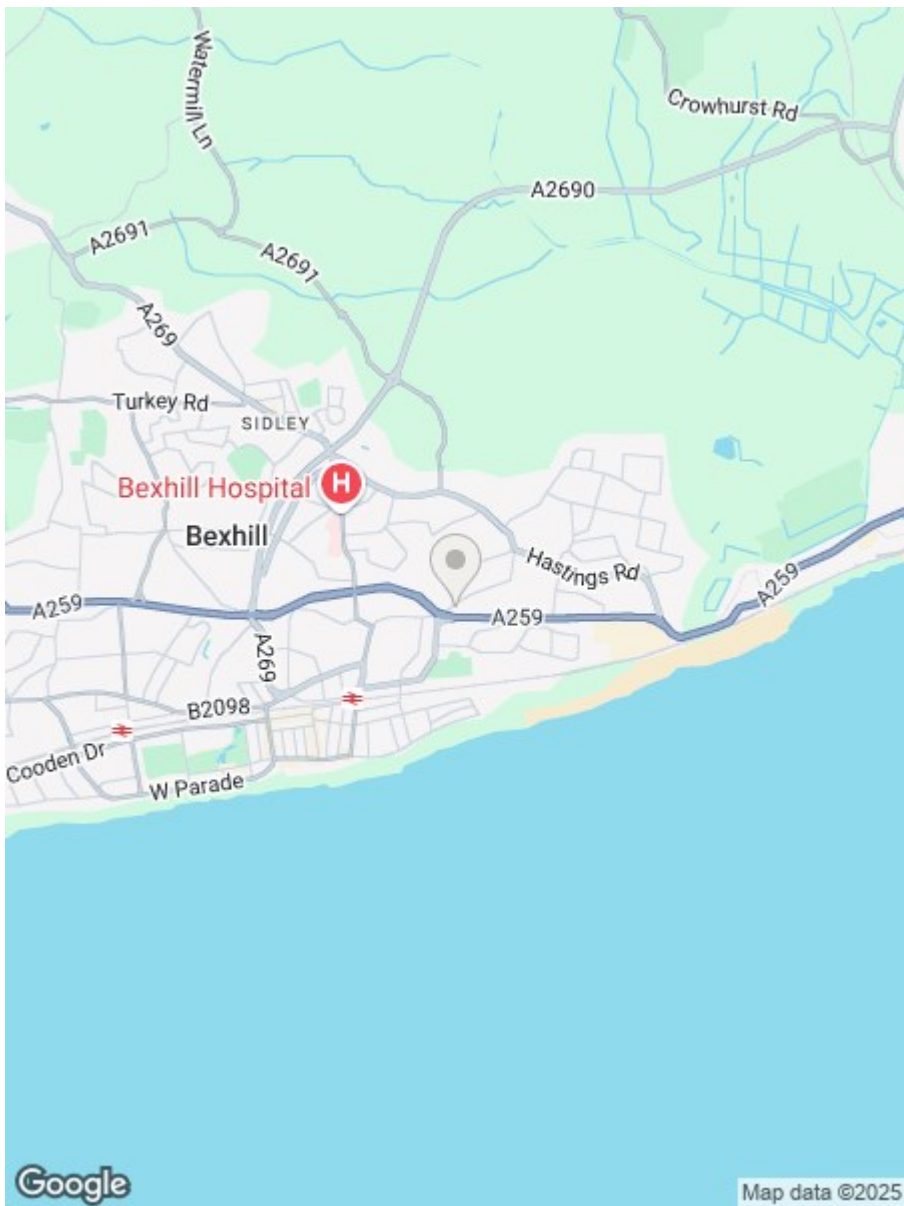 Watermill Ln
Crowhurst Rd
A2690
A2691
A2691
A269
Turkey Rd
SIDLEY
Bexhill Hospital
H
Bexhill
Hastings Rd
A259
A259
A259
A269
B2098
Cooden Dr
W Parade
Google
Map data ©2025